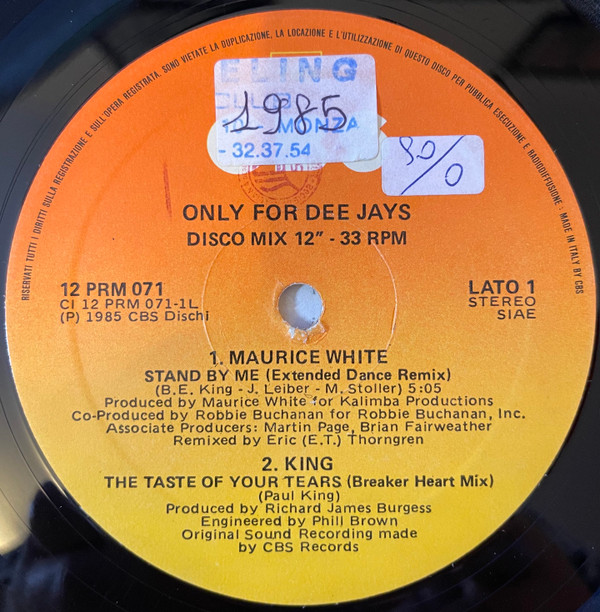 RISERVATI TUTTI I DIRITTI SULLA REGISTRAZIONE E SULL'OPERA REGISTRATA. SONO VIETATE LA DUPLICAZIONE, LA LOCAZIONE E L'UTILIZZAZIONE DI QUESTO DISCO PER PUBBLICA ESECUZIONE E RADIODIFFUSIONE - MADE IN ITALY BY CBS
ELING
CLUB
1985
MONZA
- 32.37.54
90/0
ONLY FOR DEE JAYS
DISCO MIX 12" - 33 RPM
12 PRM 071
CI 12 PRM 071-1L
(P) 1985 CBS Dischi
LATO 1
STEREO
SIAE
1. MAURICE WHITE
STAND BY ME (Extended Dance Remix)
(B.E. King - J. Leiber - M. Stoller) 5:05
Produced by Maurice White for Kalimba Productions
Co-Produced by Robbie Buchanan for Robbie Buchanan, Inc.
Associate Producers: Martin Page, Brian Fairweather
Remixed by Eric (E.T.) Thorngren
2. KING
THE TASTE OF YOUR TEARS (Breaker Heart Mix)
(Paul King)
Produced by Richard James Burgess
Engineered by Phill Brown
Original Sound Recording made
by CBS Records